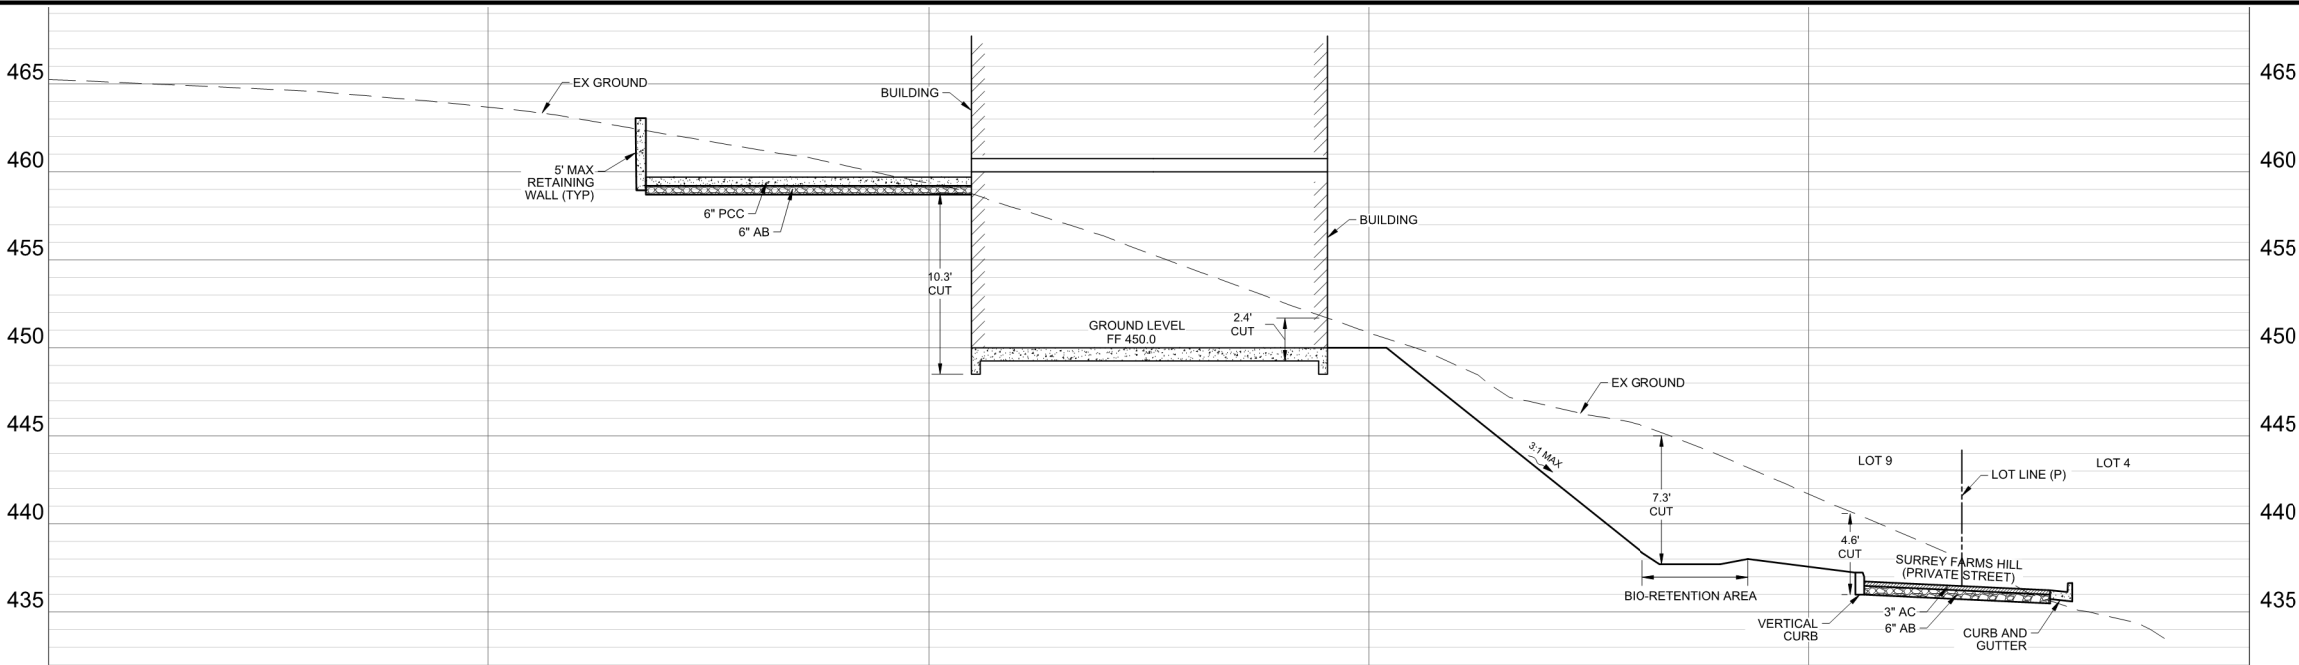 465
465
EX GROUND
BUILDING
460
460
5' MAX
RETAINING
WALL (TYP)
6" PCC
6" AB
BUILDING
455
455
10.3'
CUT
GROUND LEVEL
FF 450.0
2.4'
CUT
450
450
EX GROUND
445
445
3:1 MAX
LOT 9
LOT 4
LOT LINE (P)
7.3'
CUT
440
440
4.6'
CUT
SURREY FARMS HILL
(PRIVATE STREET)
435
435
BIO-RETENTION AREA
3" AC
6" AB
VERTICAL
CURB
CURB AND
GUTTER